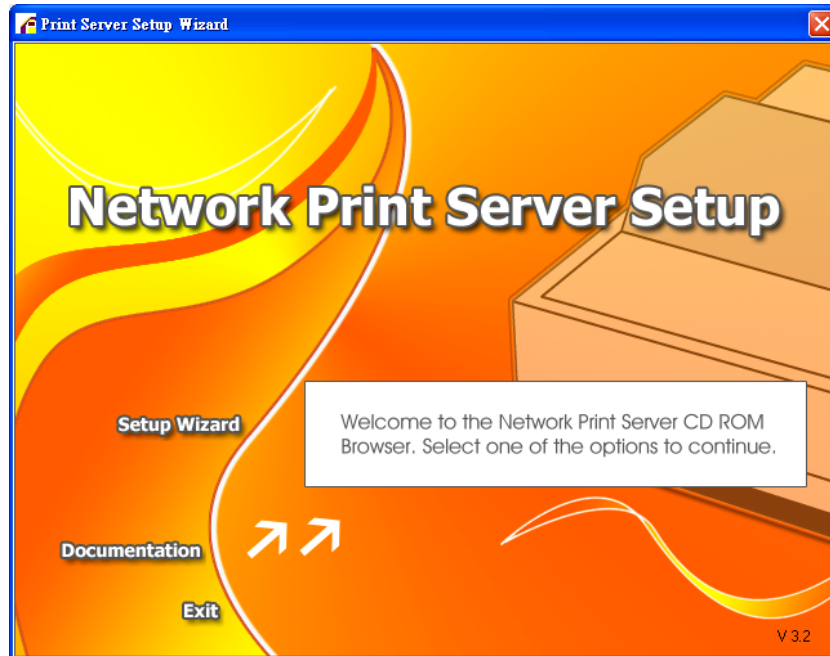 Print Server Setup Wizard
Network Print Server Setup
Setup Wizard
Welcome to the Network Print Server CD ROM
Browser. Select one of the options to continue.
Documentation
Exit
V 3.2